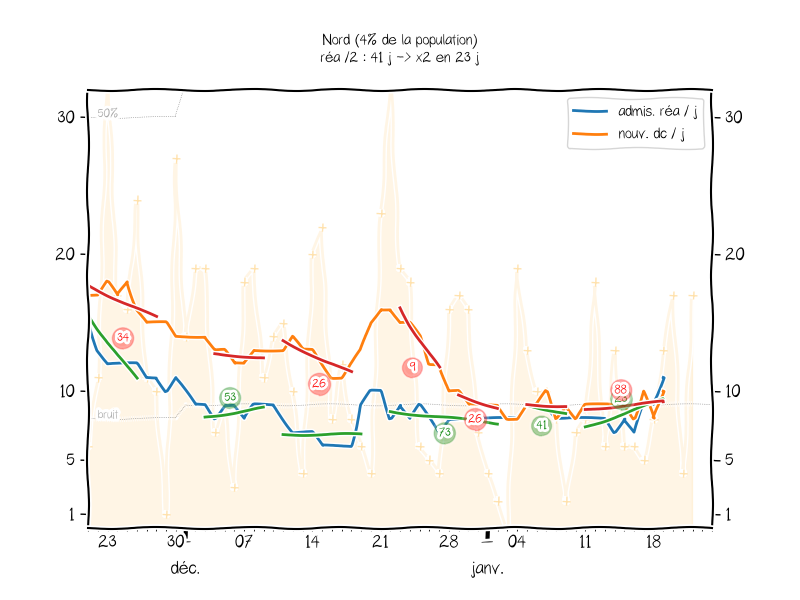 Nord (4% de la population)
réa /2 : 41 j -> x2 en 23 j
admis. réa / j
nouv. dc / j
50%
bruit
30
20
10
5
1
30
20
10
5
1
34
53
26
9
73
26
41
88
23 30 07 14 21 28 04 11 18
déc. janv.